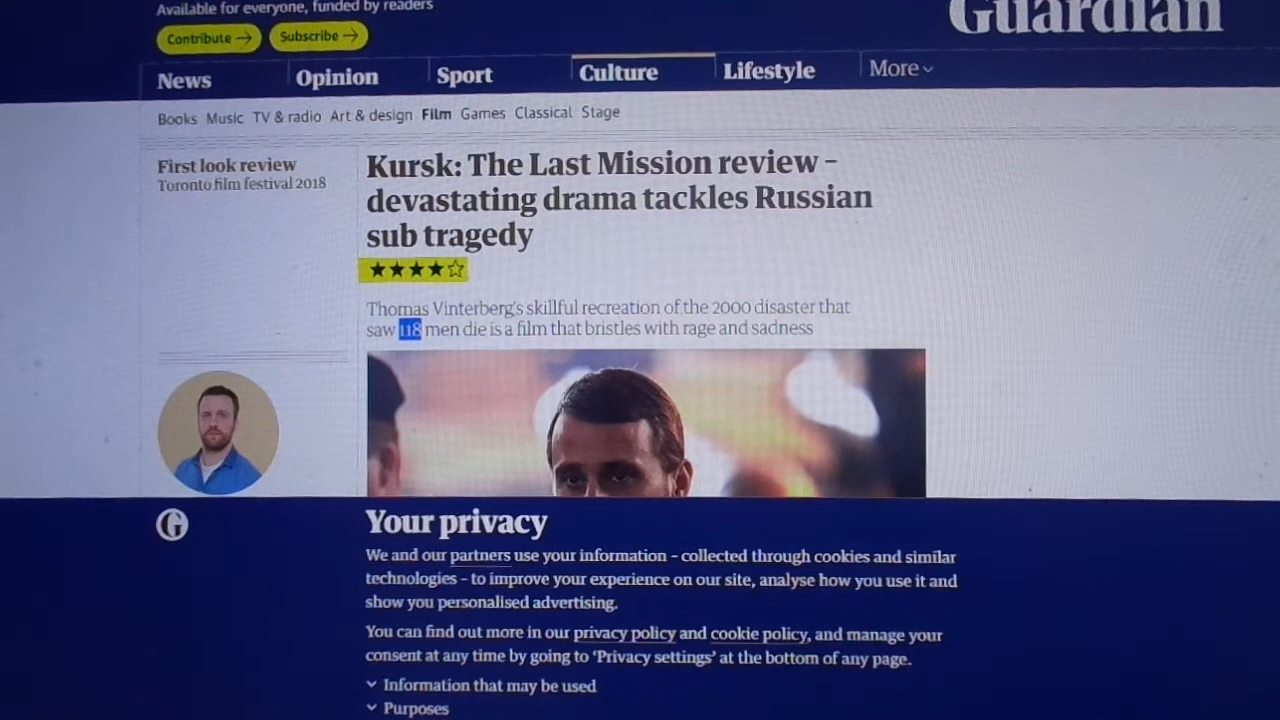 Available for everyone, funded by readers
Contribute →
Subscribe →
Guardian
News
Opinion
Sport
Culture
Lifestyle
More
Books Music TV & radio Art & design Film Games Classical Stage
First look review
Toronto film festival 2018
Kursk: The Last Mission review –
devastating drama tackles Russian
sub tragedy
★★★★☆
Thomas Vinterberg's skillful recreation of the 2000 disaster that
saw 118 men die is a film that bristles with rage and sadness
G
Your privacy
We and our partners use your information – collected through cookies and similar
technologies – to improve your experience on our site, analyse how you use it and
show you personalised advertising.
You can find out more in our privacy policy and cookie policy, and manage your
consent at any time by going to ‘Privacy settings’ at the bottom of any page.
Information that may be used
Purposes